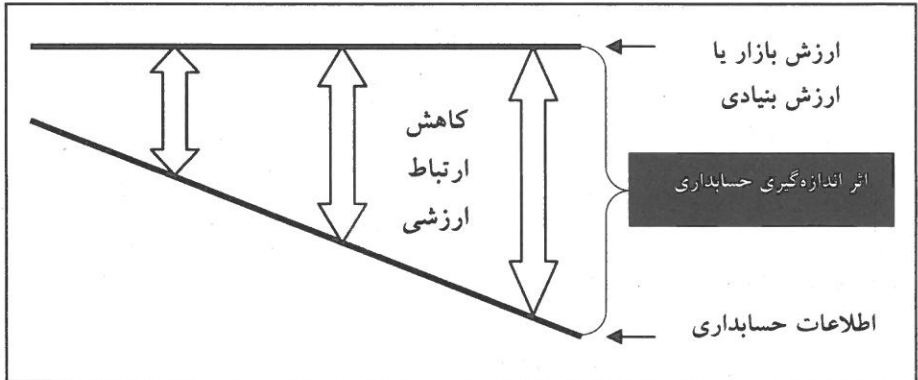 ارزش بازار یا
ارزش بنیادی
کاهش
ارتباط
ارزشی
اثر اندازه‌گیری حسابداری
اطلاعات حسابداری